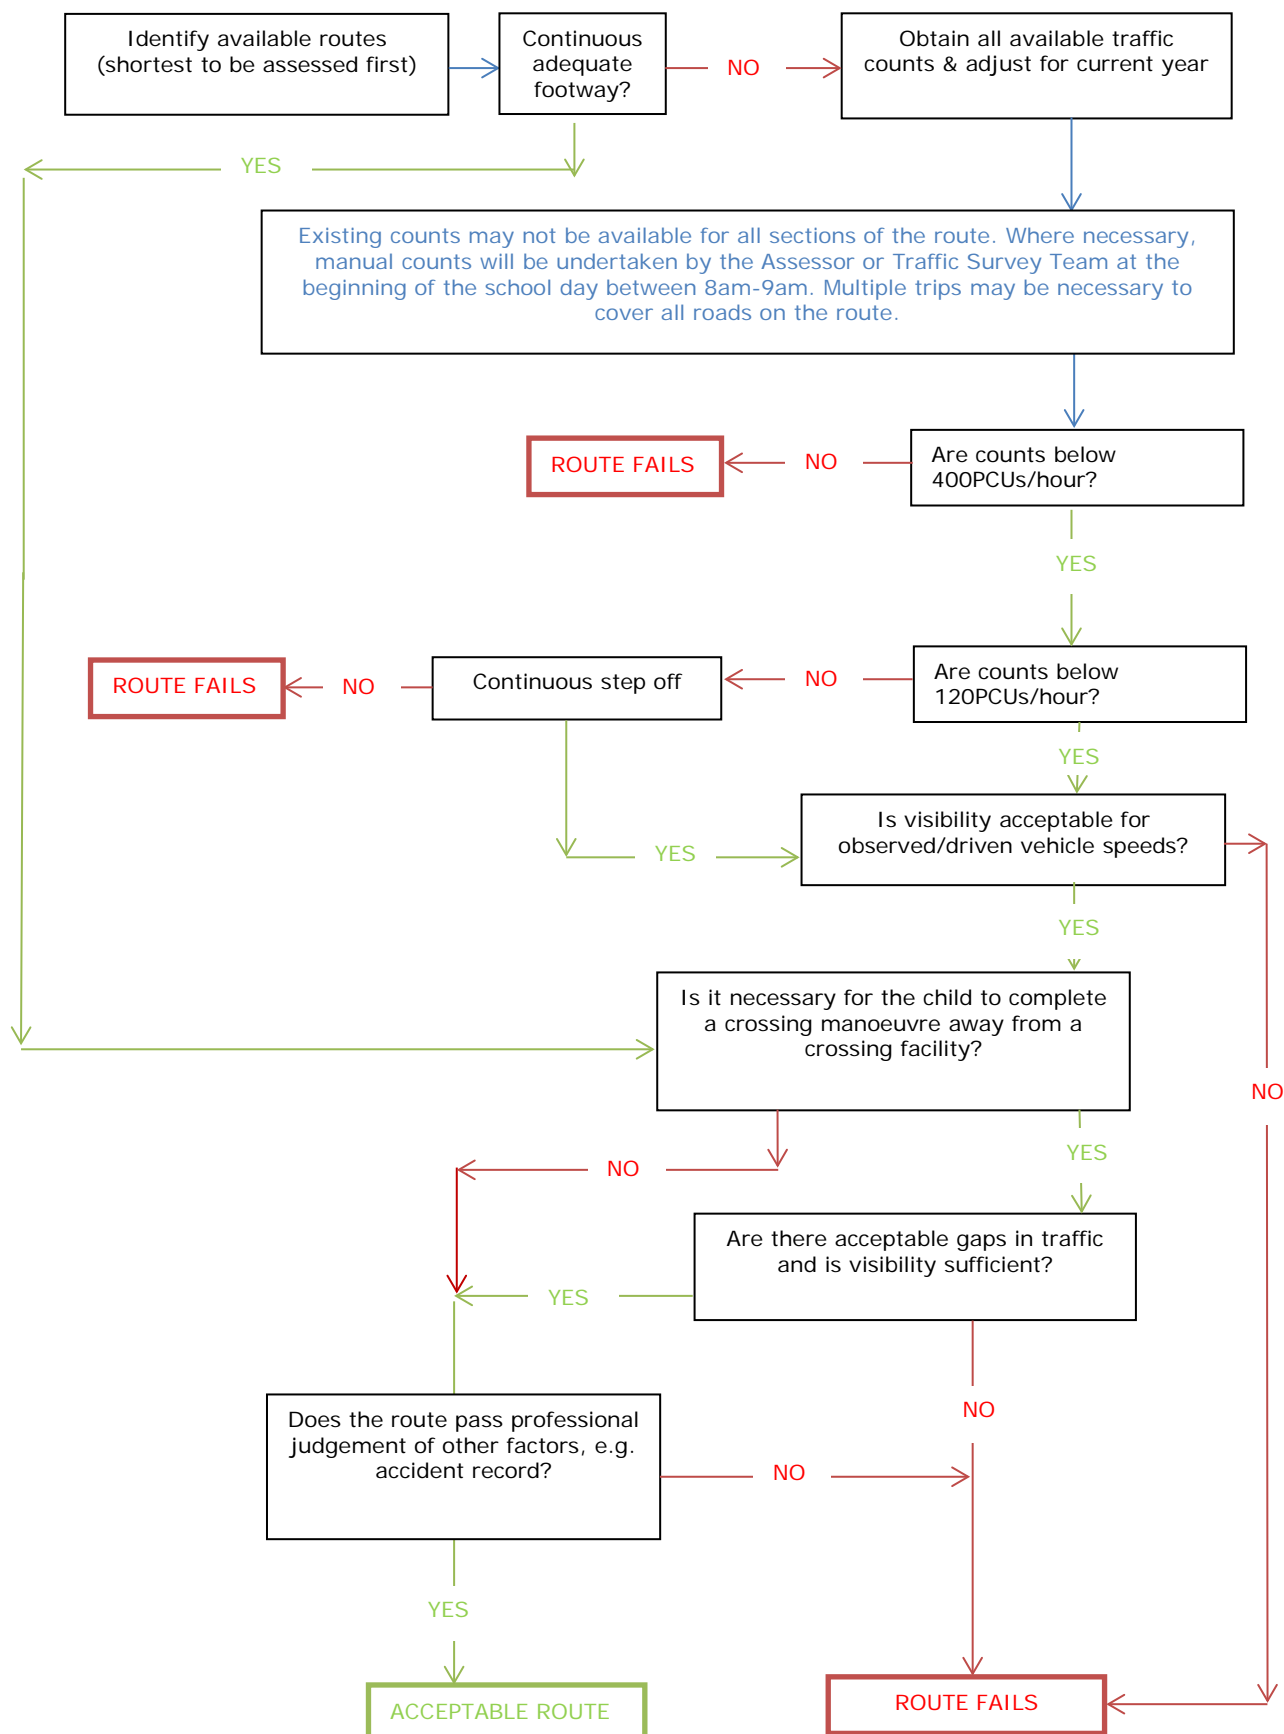 Identify available routes
(shortest to be assessed first)
Continuous
adequate
footway?
NO
Obtain all available traffic
counts & adjust for current year
YES
Existing counts may not be available for all sections of the route. Where necessary,
manual counts will be undertaken by the Assessor or Traffic Survey Team at the
beginning of the school day between 8am-9am. Multiple trips may be necessary to
cover all roads on the route.
ROUTE FAILS
NO
Are counts below
400PCUs/hour?
YES
ROUTE FAILS
NO
Continuous step off
NO
Are counts below
120PCUs/hour?
YES
YES
Is visibility acceptable for
observed/driven vehicle speeds?
YES
Is it necessary for the child to complete
a crossing manoeuvre away from a
crossing facility?
NO
NO
YES
Are there acceptable gaps in traffic
and is visibility sufficient?
YES
NO
Does the route pass professional
judgement of other factors, e.g.
accident record?
NO
YES
ACCEPTABLE ROUTE
ROUTE FAILS